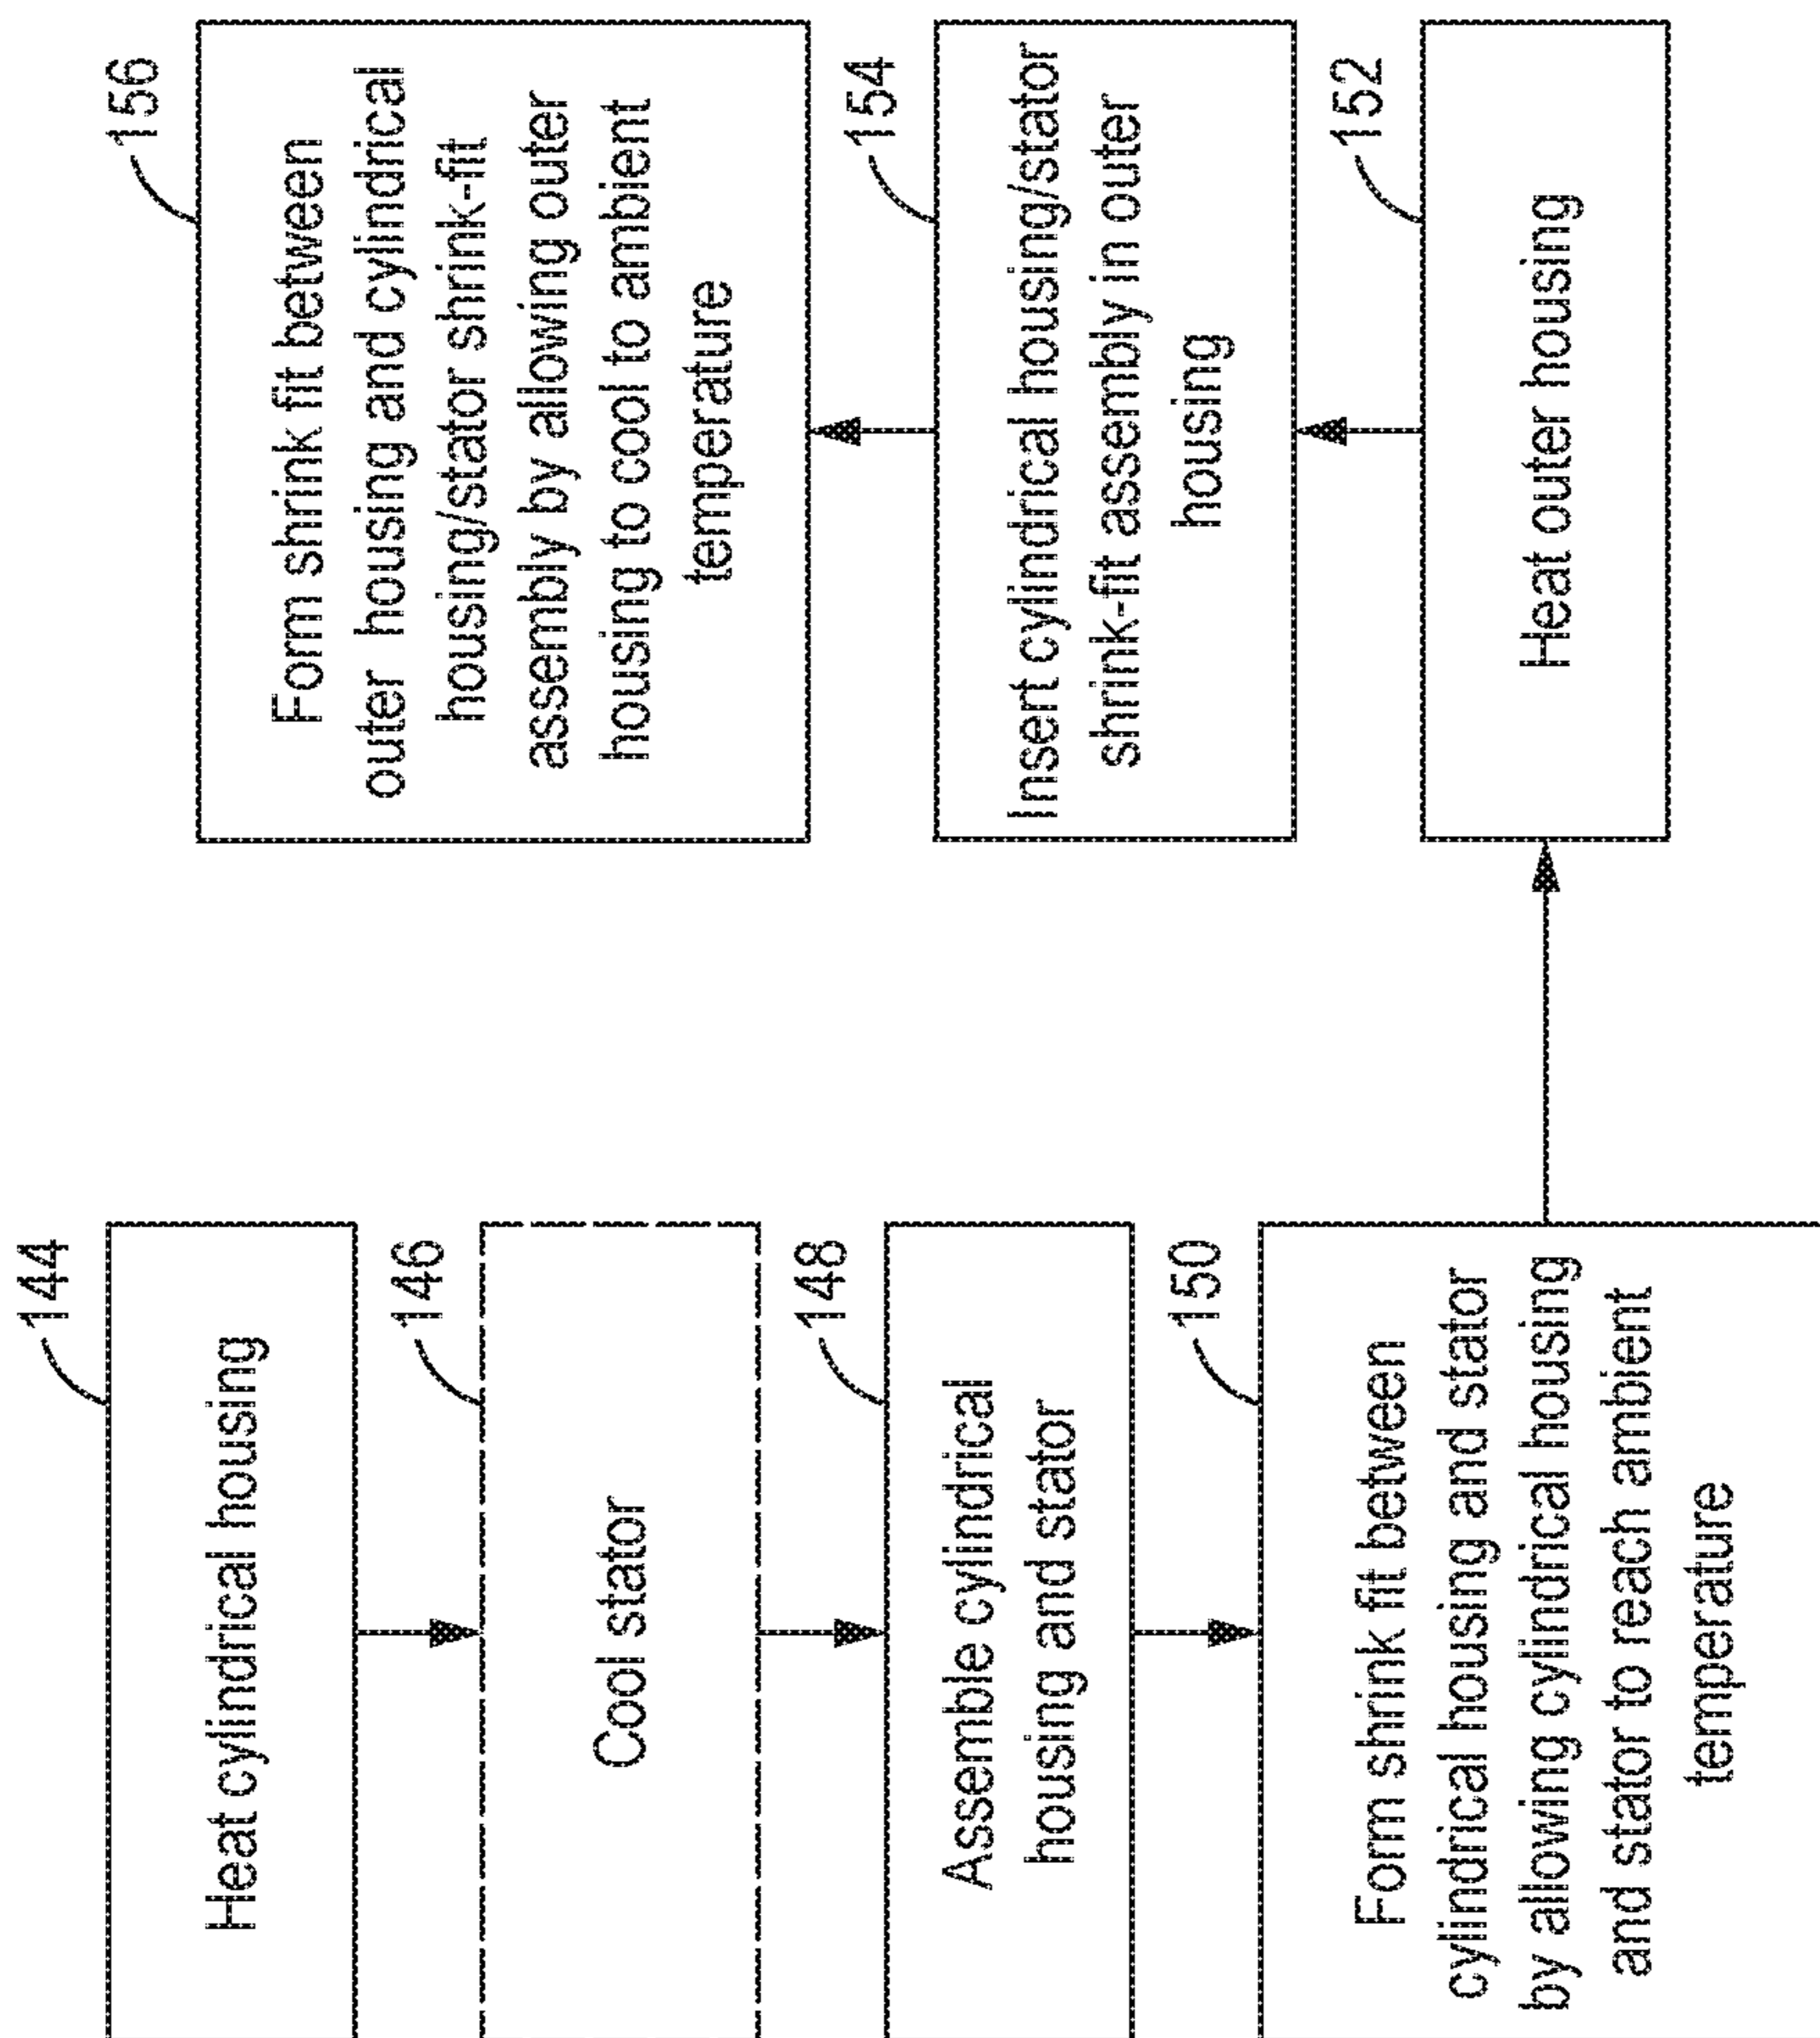 144
Heat cylindrical housing
146
Cool stator
148
Assemble cylindrical
housing and stator
150
Form shrink fit between
cylindrical housing and stator
by allowing cylindrical housing
and stator to reach ambient
temperature
152
Heat outer housing
154
Insert cylindrical housing/stator
shrink-fit assembly in outer
housing
156
Form shrink fit between
outer housing and cylindrical
housing/stator shrink-fit
assembly by allowing outer
housing to cool to ambient
temperature